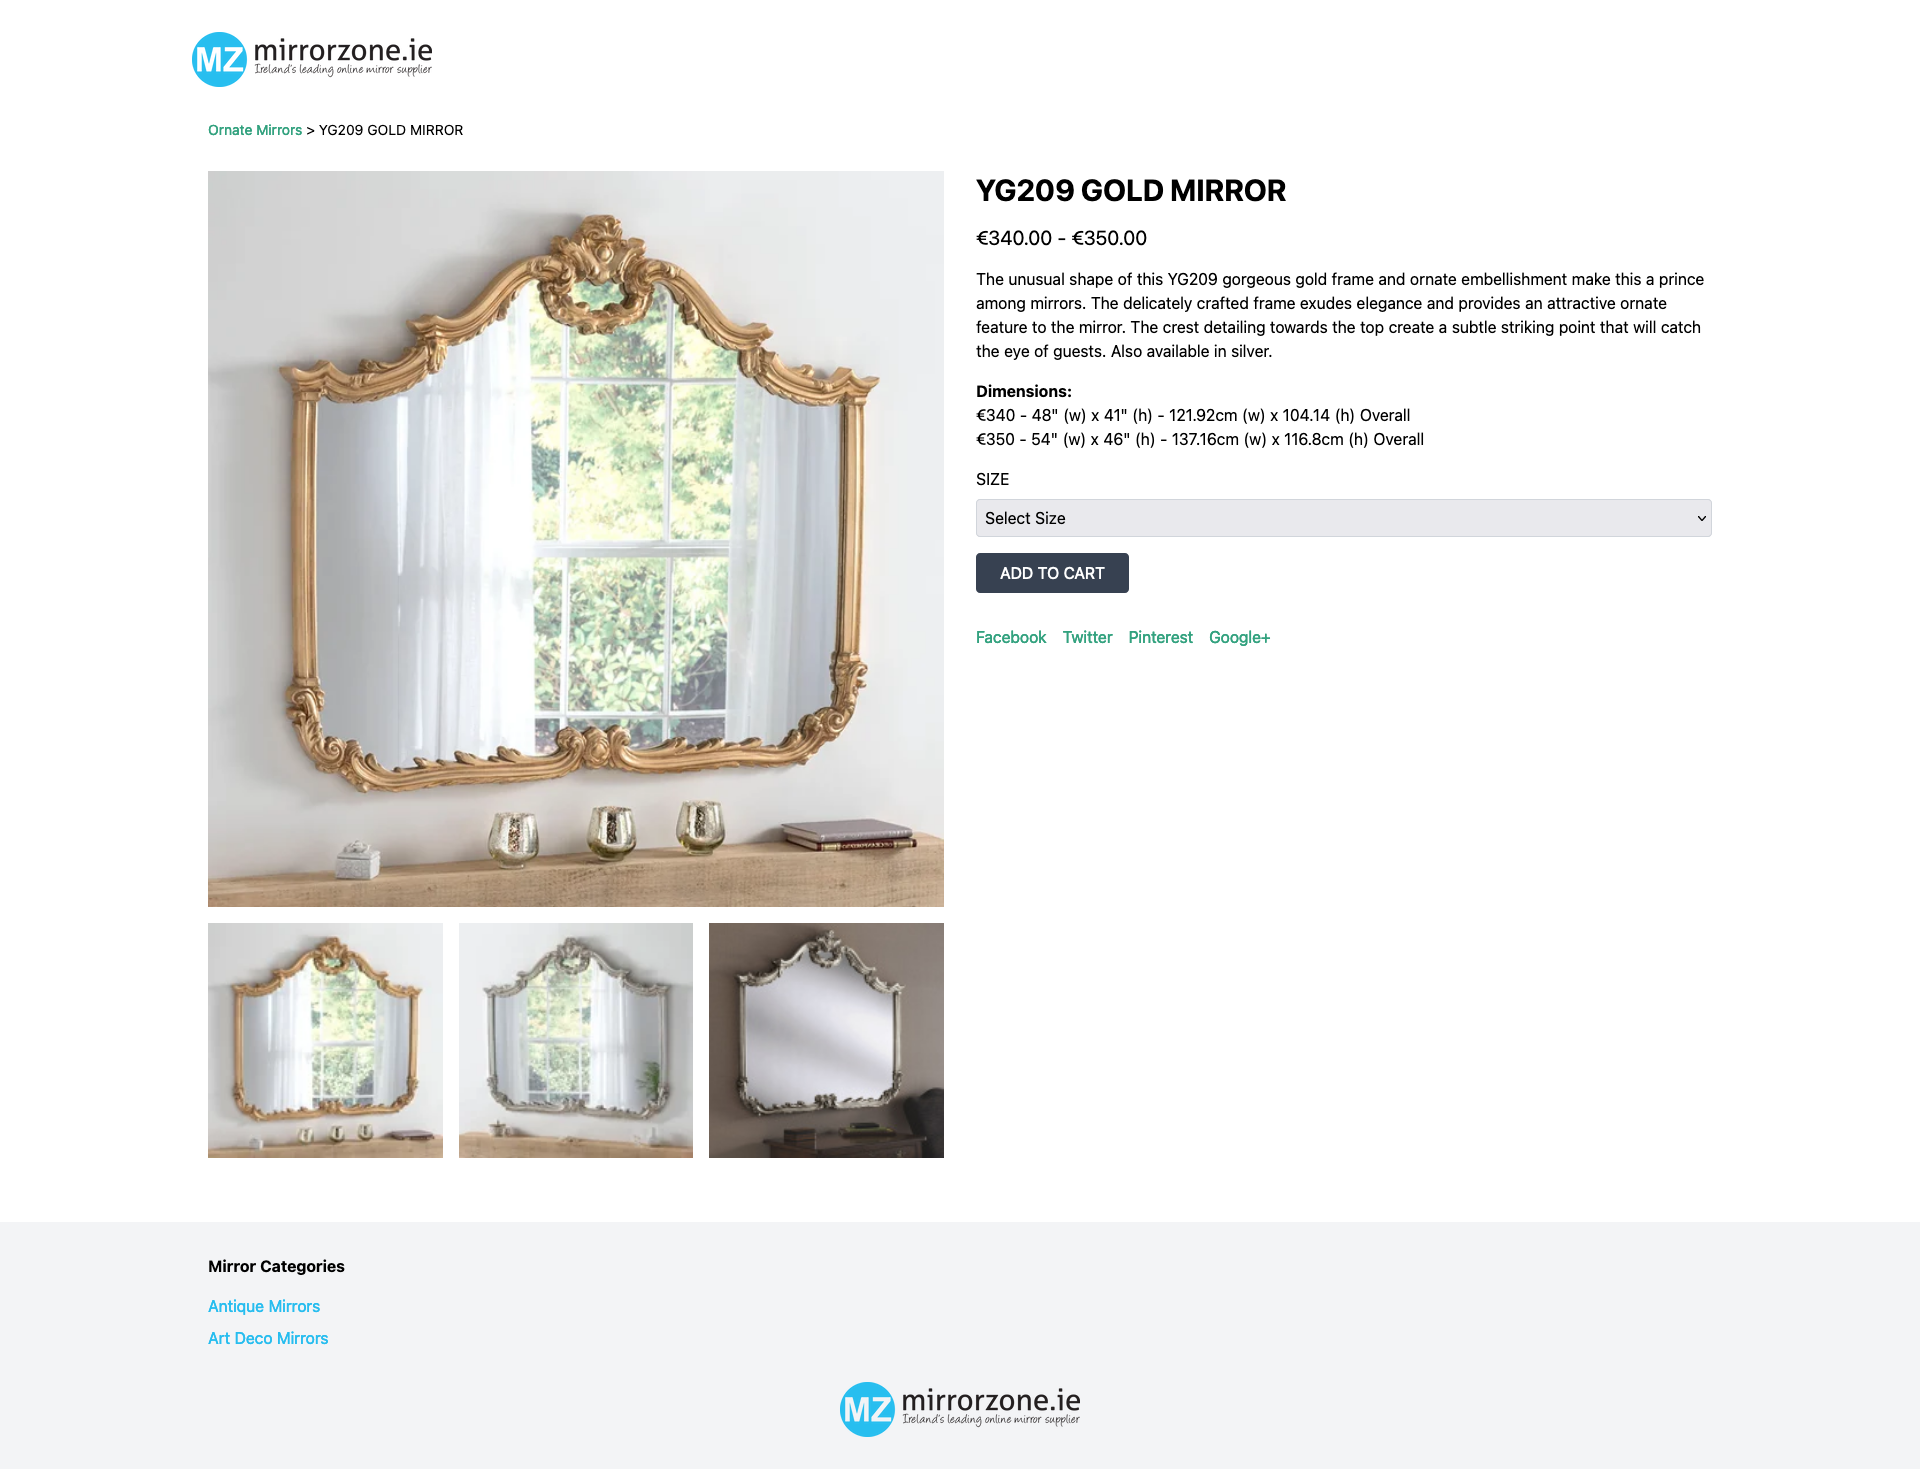 MZ mirrorzone.ie
Ireland's leading online mirror supplier
Ornate Mirrors > YG209 GOLD MIRROR
YG209 GOLD MIRROR
€340.00 - €350.00
The unusual shape of this YG209 gorgeous gold frame and ornate embellishment make this a prince
among mirrors. The delicately crafted frame exudes elegance and provides an attractive ornate
feature to the mirror. The crest detailing towards the top create a subtle striking point that will catch
the eye of guests. Also available in silver.
Dimensions:
€340 - 48" (w) x 41" (h) - 121.92cm (w) x 104.14 (h) Overall
€350 - 54" (w) x 46" (h) - 137.16cm (w) x 116.8cm (h) Overall
SIZE
Select Size
ADD TO CART
Facebook Twitter Pinterest Google+
Mirror Categories
Antique Mirrors
Art Deco Mirrors
MZ mirrorzone.ie
Ireland's leading online mirror supplier